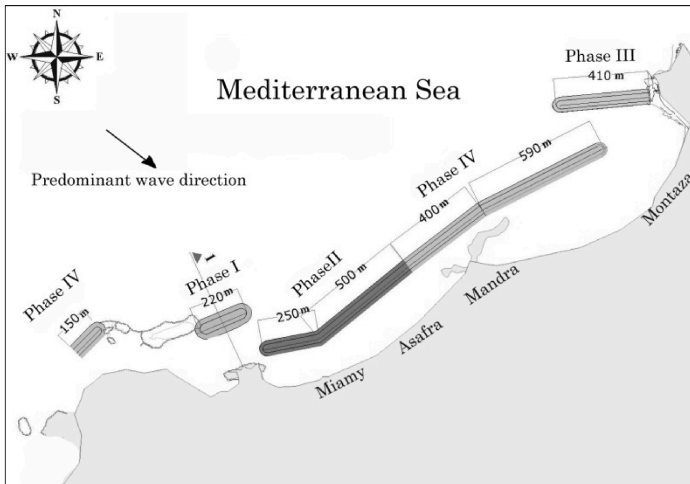 N
W
E
S
Mediterranean Sea
Predominant wave direction
Phase III
410 m
590 m
Phase IV
400 m
PhaseII
500 m
250 m
Phase I
220 m
1
Phase IV
150 m
Montaza
Mandra
Asafra
Miamy